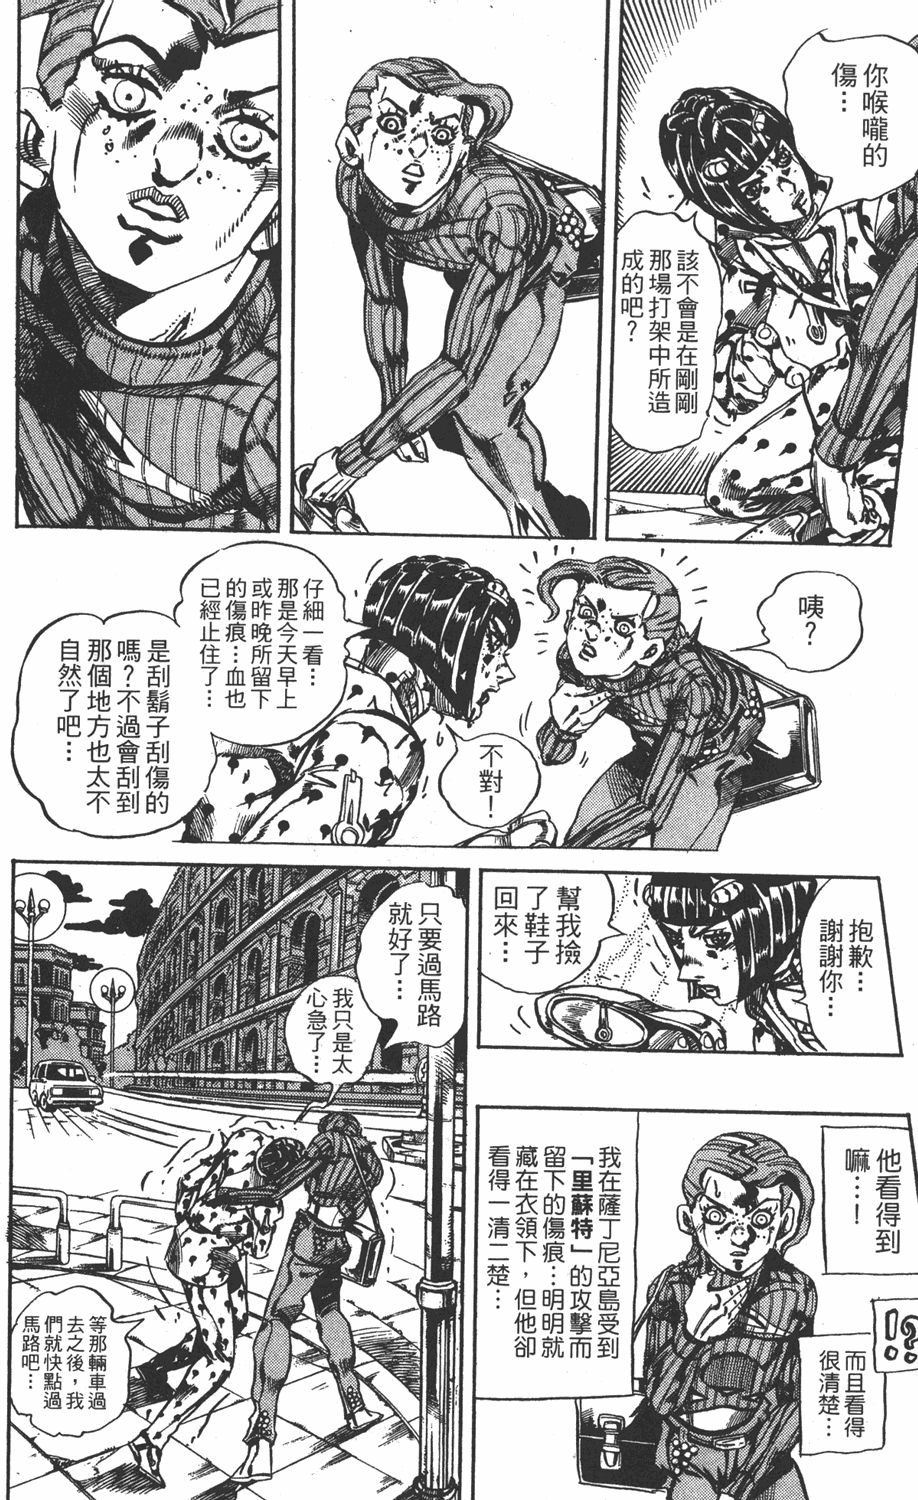 你喉嚨的
傷…
該不會是在剛剛
那場打架中所造
成的吧？
咦？
不對！
仔細一看…
那是今天早上
或昨晚所留下
的傷痕…血也
已經止住了…
是刮鬍子刮傷的
嗎？不過會刮到
那個地方也太不
自然了吧…
抱歉…
謝謝你…
幫我撿
了鞋子
回來…
他看得到
嘛…！
!?
而且看得
很清楚…
我在薩丁尼亞島受到
「里蘇特」的攻擊而
留下的傷痕…明明就
藏在衣領下，但他卻
看得一清二楚…
只要過馬路
就好了…
我只是太
心急了…
等那輛車過
去之後，我
們就快點過
馬路吧…